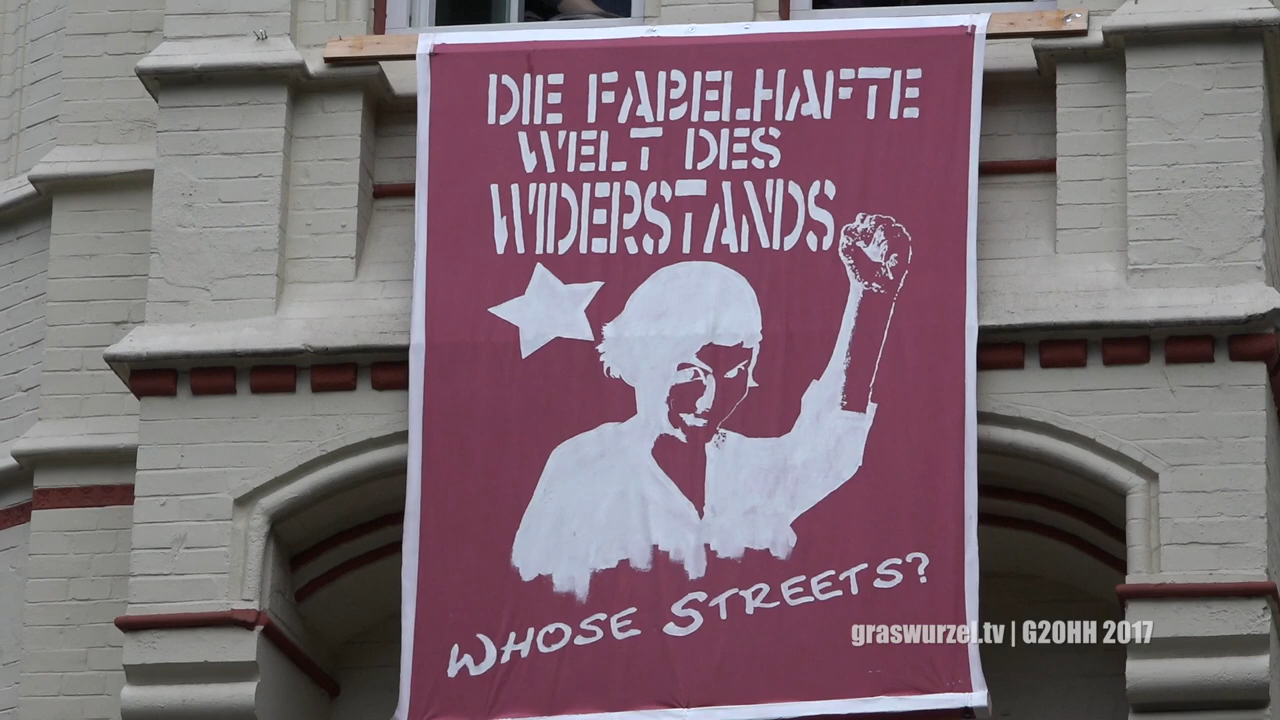 DIE FABELHAFTE
WELT DES
WIDERSTANDS
WHOSE STREETS?
graswurzel.tv | G20HH 2017